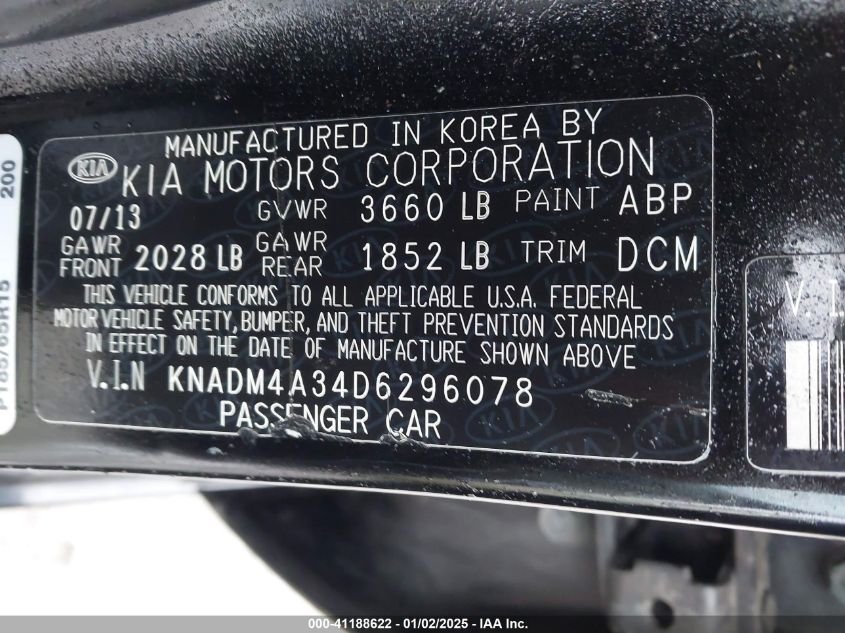 MANUFACTURED IN KOREA BY
KIA KIA MOTORS CORPORATION
07/13 GVWR 3660 LB PAINT ABP
GAWR FRONT 2028 LB GAWR REAR 1852 LB TRIM DCM
THIS VEHICLE CONFORMS TO ALL APPLICABLE U.S.A. FEDERAL
MOTOR VEHICLE SAFETY, BUMPER, AND THEFT PREVENTION STANDARDS
IN EFFECT ON THE DATE OF MANUFACTURE SHOWN ABOVE
V.I.N KNADM4A34D6296078
PASSENGER CAR
200
P185/65R15
V.I
000-41188622 - 01/02/2025 - IAA Inc.